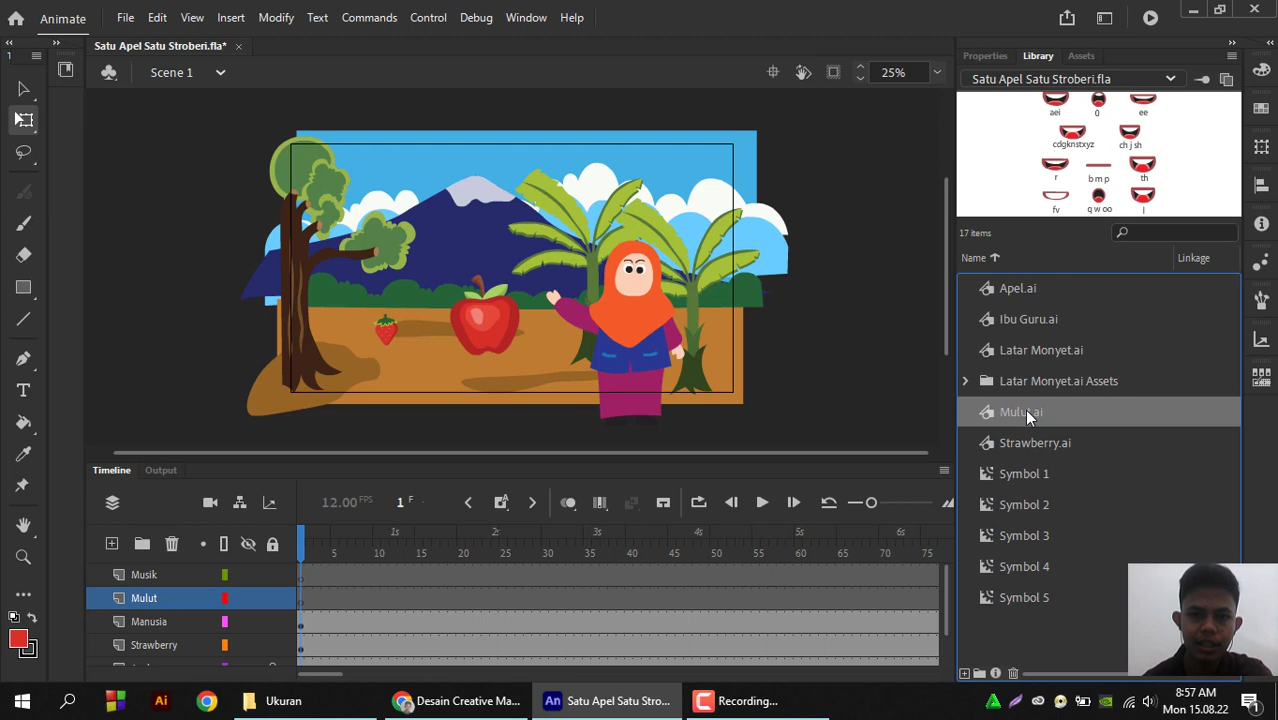 Animate File Edit View Insert Modify Text Commands Control Debug Window Help
Satu Apel Satu Stroberi.fla* ×
Scene 1
25%
Properties Library Assets
Satu Apel Satu Stroberi.fla
aei 0 ee
cdgknstxyz ch j sh
r b m p th
fv q w oo l
17 items
Name Linkage
Apel.ai
Ibu Guru.ai
Latar Monyet.ai
Latar Monyet.ai Assets
Mulut.ai
Strawberry.ai
Symbol 1
Symbol 2
Symbol 3
Symbol 4
Symbol 5
Timeline Output
12.00 FPS 1 F
1s 2s 3s 4s 5s 6s
5 10 15 20 25 30 35 40 45 50 55 60 65 70 75
Musik
Mulut
Manusia
Strawberry
Ai Ukuran Desain Creative Ma... An Satu Apel Satu Stro... Recording...
8:57 AM
Mon 15.08.22
1